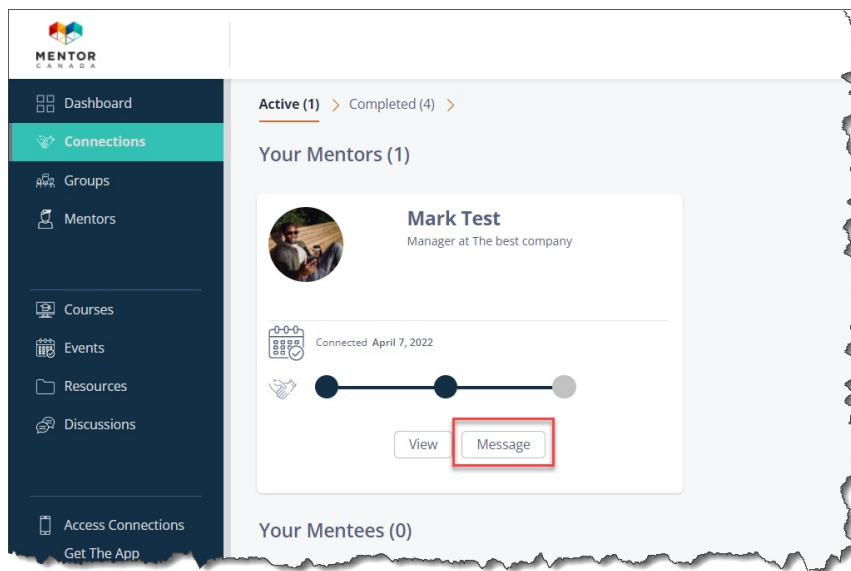 MENTOR
CANADA
Dashboard
Connections
Groups
Mentors
Courses
Events
Resources
Discussions
Access Connections
Get The App
Active (1) > Completed (4) >
Your Mentors (1)
Mark Test
Manager at The best company
Connected April 7, 2022
View Message
Your Mentees (0)